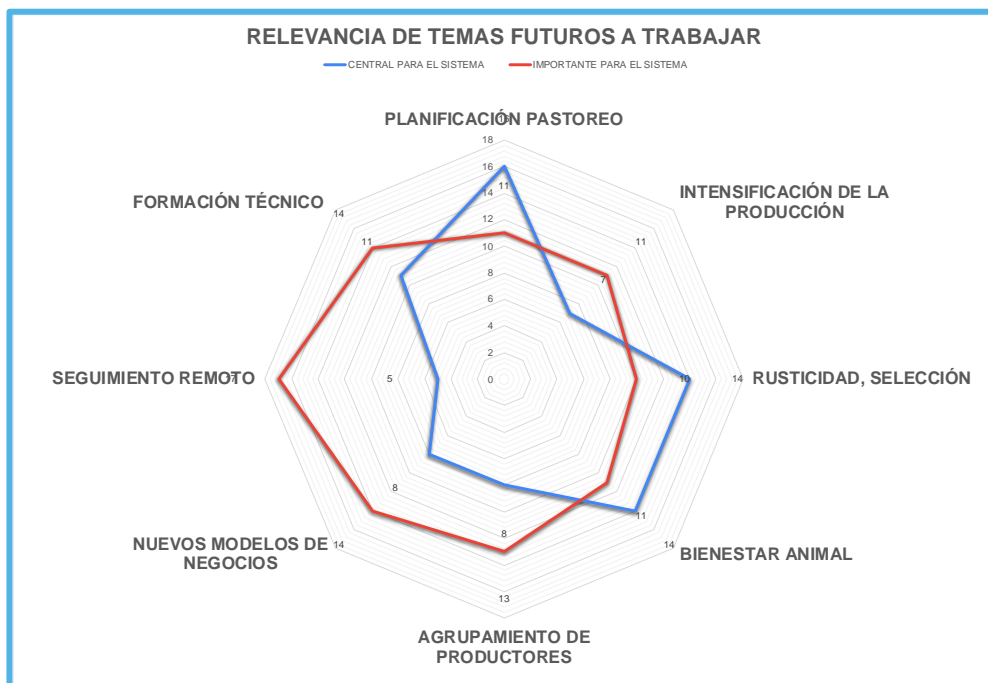 RELEVANCIA DE TEMAS FUTUROS A TRABAJAR
CENTRAL PARA EL SISTEMA
IMPORTANTE PARA EL SISTEMA
16
PLANIFICACIÓN PASTOREO
18
16
11
14
12
10
8
6
4
2
0
INTENSIFICACIÓN DE LA
PRODUCCIÓN
11
7
RUSTICIDAD, SELECCIÓN
10
14
BIENESTAR ANIMAL
11
14
AGRUPAMIENTO DE
PRODUCTORES
8
13
NUEVOS MODELOS DE
NEGOCIOS
8
14
SEGUIMIENTO REMOTO
17
5
FORMACIÓN TÉCNICO
14
11